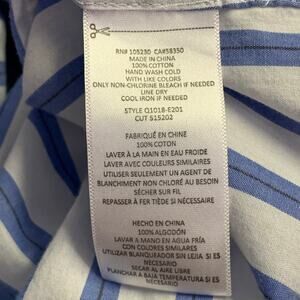 RN# 105230 CA#58350
MADE IN CHINA
100% COTTON
HAND WASH COLD
WITH LIKE COLORS
ONLY NON-CHLORINE BLEACH IF NEEDED
LINE DRY
COOL IRON IF NEEDED
STYLE Q1018-E201
CUT 515202
FABRIQUÉ EN CHINE
100% COTON
LAVER À LA MAIN EN EAU FROIDE
LAVER AVEC COULEURS SIMILAIRES
UTILISER SEULEMENT UN AGENT DE
BLANCHIMENT NON CHLORÉ AU BESOIN
SÉCHER SUR FIL
REPASSER À FER TIÈDE SI NÉCESSAIRE
HECHO EN CHINA
100% ALGODÓN
LAVAR A MANO EN AGUA FRÍA
CON COLORES SIMILARES
UTILIZAR BLANQUEADOR SIN LEJÍA SI ES
NECESARIO
SECAR AL AIRE LIBRE
PLANCHAR A BAJA TEMPERATURA SI ES
NECESARIO